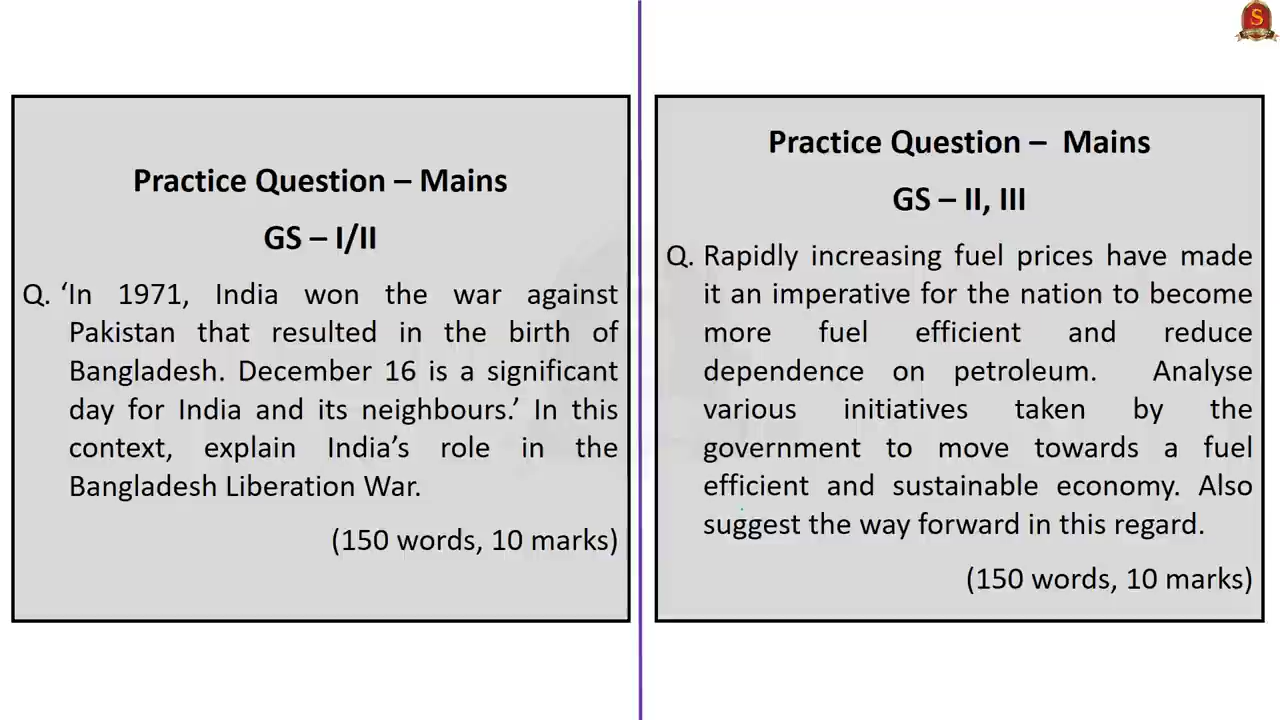 S
Practice Question – Mains
GS – I/II
Q. ‘In 1971, India won the war against
Pakistan that resulted in the birth of
Bangladesh. December 16 is a significant
day for India and its neighbours.’ In this
context, explain India’s role in the
Bangladesh Liberation War.
(150 words, 10 marks)
Practice Question – Mains
GS – II, III
Q. Rapidly increasing fuel prices have made
it an imperative for the nation to become
more fuel efficient and reduce
dependence on petroleum. Analyse
various initiatives taken by the
government to move towards a fuel
efficient and sustainable economy. Also
suggest the way forward in this regard.
(150 words, 10 marks)